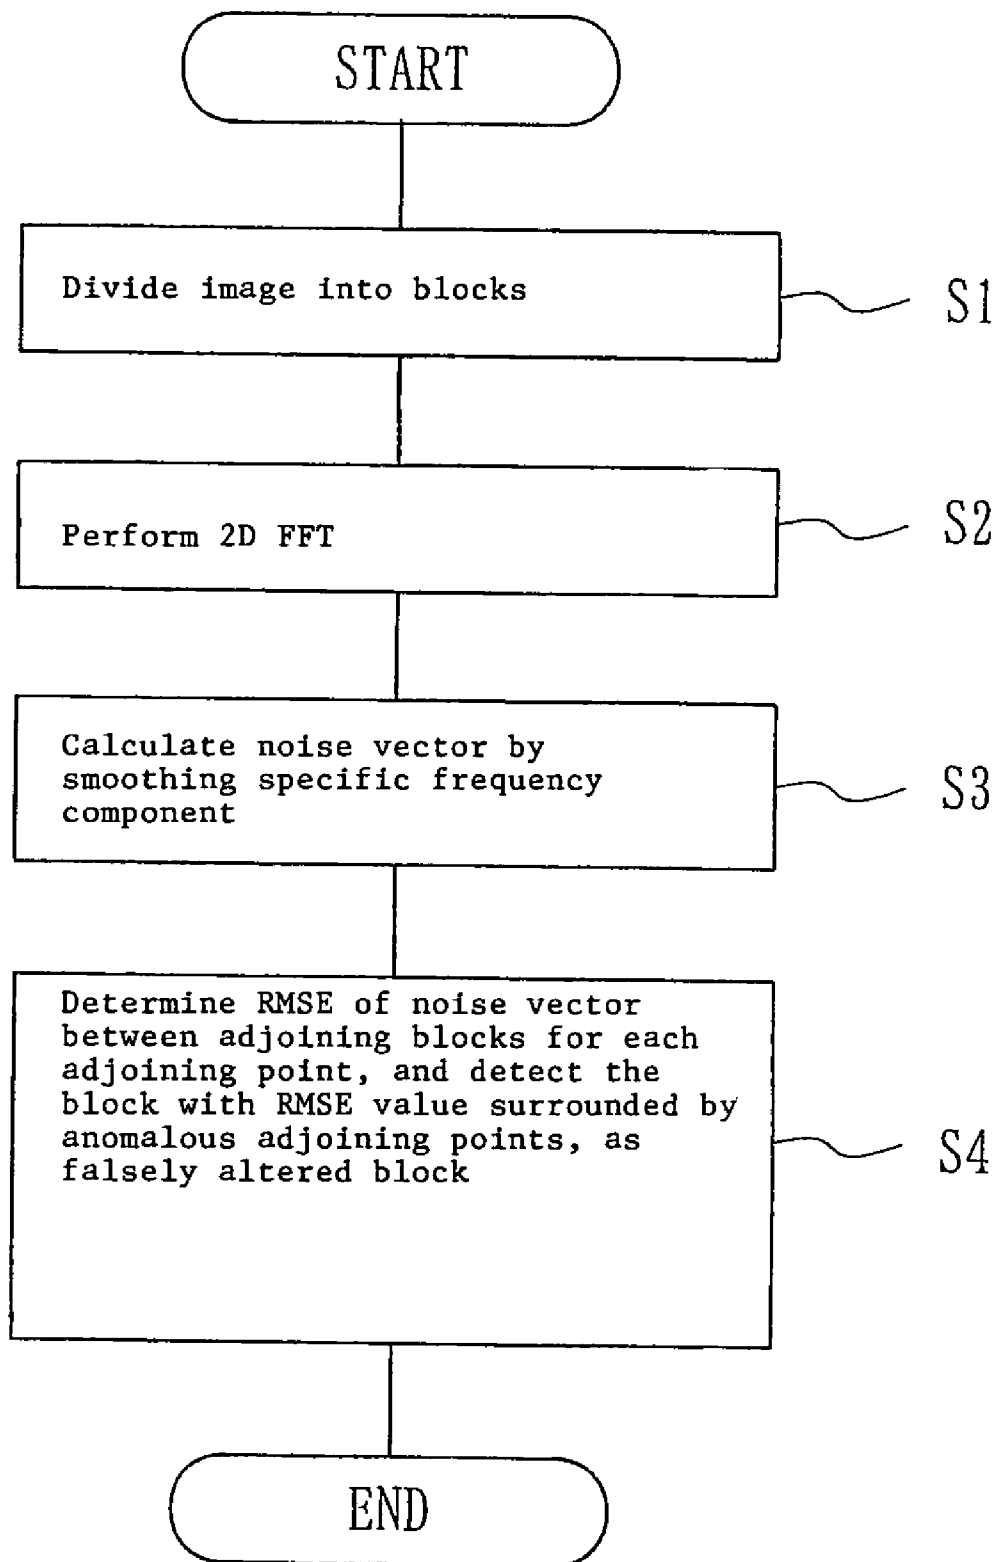 START
Divide image into blocks
S1
Perform 2D FFT
S2
Calculate noise vector by
smoothing specific frequency
component
S3
Determine RMSE of noise vector
between adjoining blocks for each
adjoining point, and detect the
block with RMSE value surrounded by
anomalous adjoining points, as
falsely altered block
S4
END